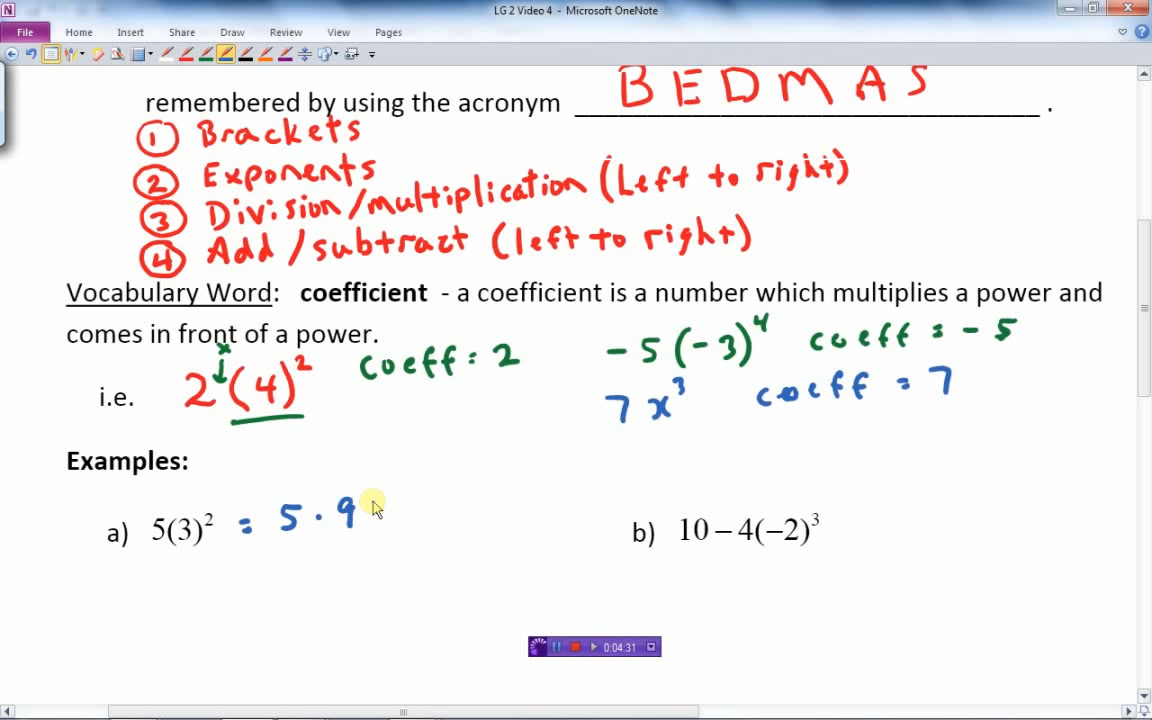 LG 2 Video 4 - Microsoft OneNote
File Home Insert Share Draw Review View Pages
remembered by using the acronym BEDMAS .
① Brackets
② Exponents
③ Division/multiplication (Left to right)
④ Add/subtract (left to right)
Vocabulary Word: coefficient - a coefficient is a number which multiplies a power and
comes in front of a power.
×
i.e. 2(4)² coeff = 2 -5(-3)⁴ coeff = -5
7x³ coeff = 7
Examples:
a) 5(3)² = 5 · 9 b) 10 − 4(−2)³
0:04:31